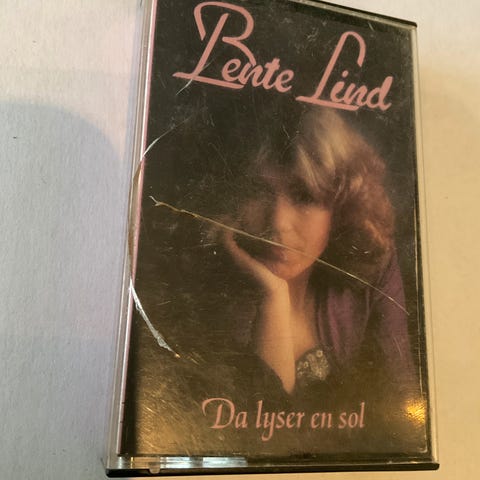 Bente Lind
Da lyser en sol